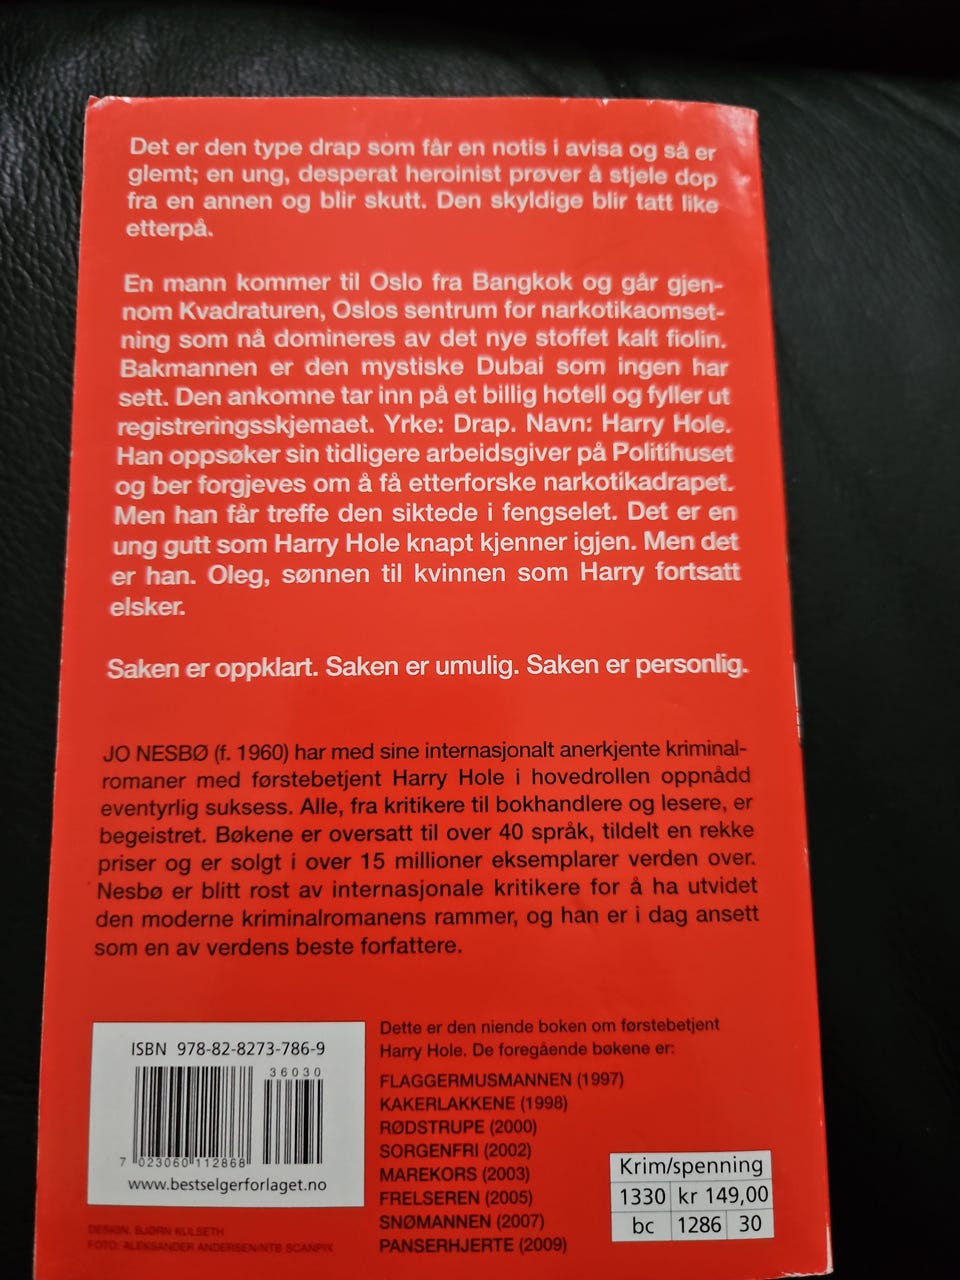 Det er den type drap som får en notis i avisa og så er
glemt; en ung, desperat heroinist prøver å stjele dop
fra en annen og blir skutt. Den skyldige blir tatt like
etterpå.
En mann kommer til Oslo fra Bangkok og går gjen-
nom Kvadraturen, Oslos sentrum for narkotikaomset-
ning som nå domineres av det nye stoffet kalt fiolin.
Bakmannen er den mystiske Dubai som ingen har
sett. Den ankomne tar inn på et billig hotell og fyller ut
registreringsskjemaet. Yrke: Drap. Navn: Harry Hole.
Han oppsøker sin tidligere arbeidsgiver på Politihuset
og ber forgjeves om å få etterforske narkotikadrapet.
Men han får treffe den siktede i fengselet. Det er en
ung gutt som Harry Hole knapt kjenner igjen. Men det
er han. Oleg, sønnen til kvinnen som Harry fortsatt
elsker.
Saken er oppklart. Saken er umulig. Saken er personlig.
JO NESBØ (f. 1960) har med sine internasjonalt anerkjente kriminal-
romaner med førstebetjent Harry Hole i hovedrollen oppnådd
eventyrlig suksess. Alle, fra kritikere til bokhandlere og lesere, er
begeistret. Bøkene er oversatt til over 40 språk, tildelt en rekke
priser og er solgt i over 15 millioner eksemplarer verden over.
Nesbø er blitt rost av internasjonale kritikere for å ha utvidet
den moderne kriminalromanens rammer, og han er i dag ansett
som en av verdens beste forfattere.
ISBN 978-82-8273-786-9
36030
7 023060 112868
www.bestselgerforlaget.no
DESIGN: BJØRN KULSETH
FOTO: ALEKSANDER ANDERSEN/NTB SCANPIX
Dette er den niende boken om førstebetjent
Harry Hole. De foregående bøkene er:
FLAGGERMUSMANNEN (1997)
KAKERLAKKENE (1998)
RØDSTRUPE (2000)
SORGENFRI (2002)
MAREKORS (2003)
FRELSEREN (2005)
SNØMANNEN (2007)
PANSERHJERTE (2009)
Krim/spenning
1330 kr 149,00
bc 1286 30